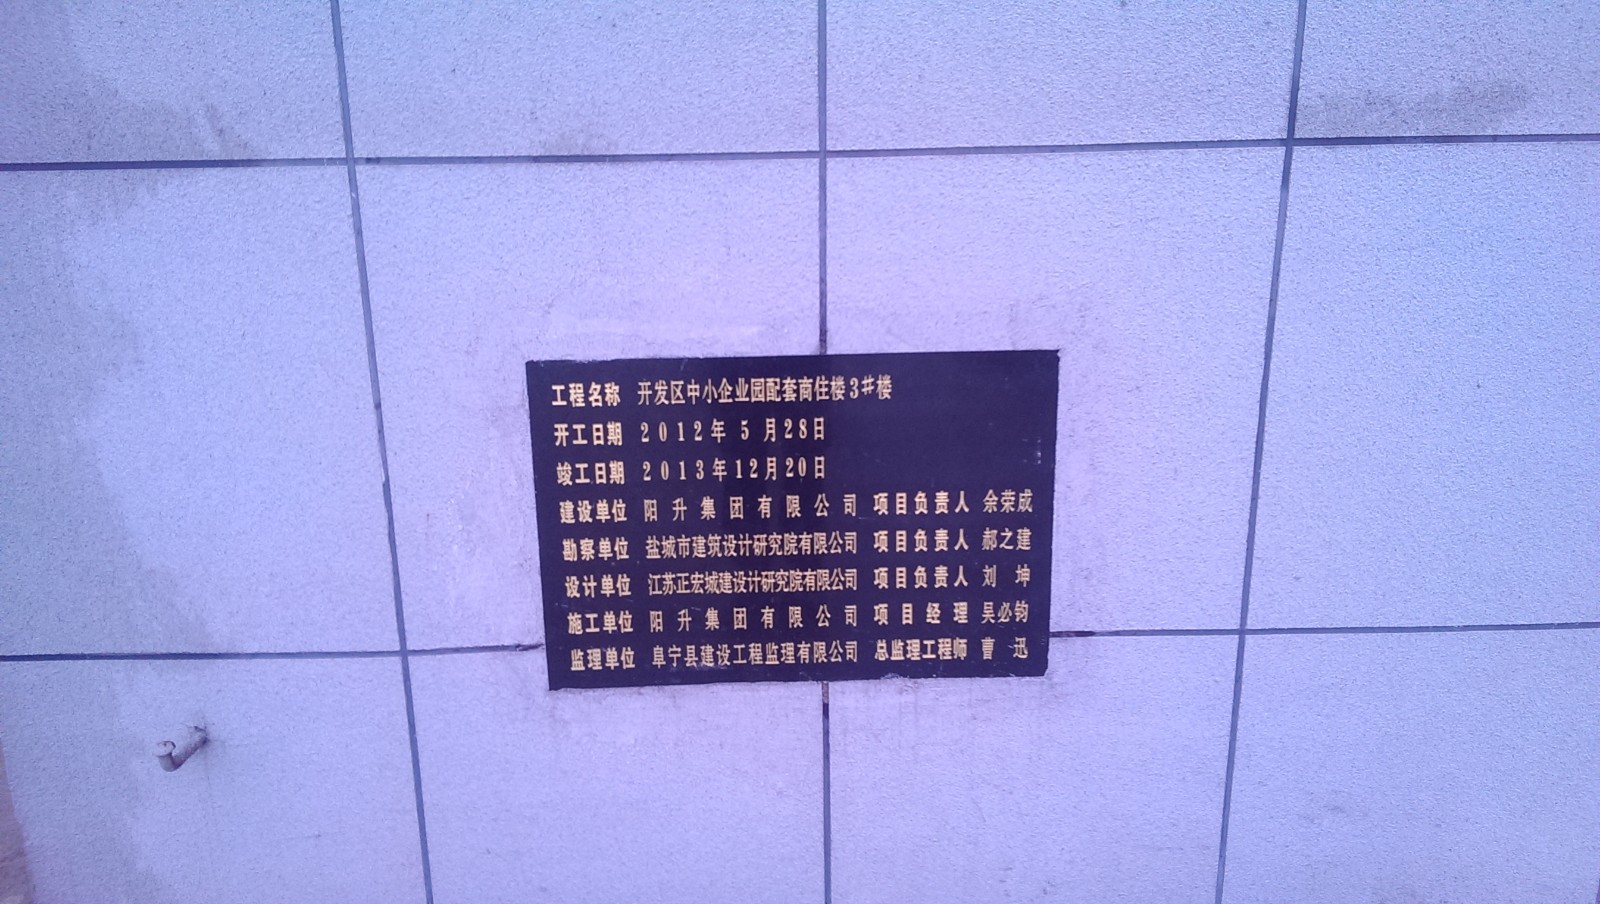 工程名称 开发区中小企业园配套商住楼3#楼
开工日期 2012年5月28日
竣工日期 2013年12月20日
建设单位 阳升集团有限公司 项目负责人 余荣成
勘察单位 盐城市建筑设计研究院有限公司 项目负责人 郝之建
设计单位 江苏正宏城建设计研究院有限公司 项目负责人 刘坤
施工单位 阳升集团有限公司 项目经理 吴必钧
监理单位 阜宁县建设工程监理有限公司 总监理工程师 曹迅